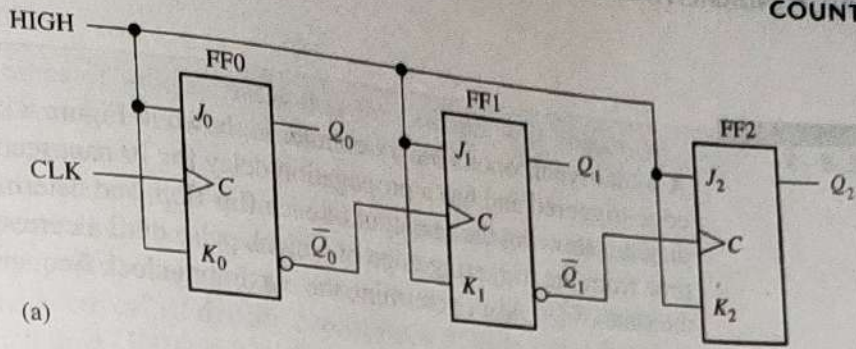 COUNT
HIGH
FF0
J₀
Q₀
CLK
C
K₀
Q̅₀
FF1
J₁
Q₁
C
K₁
Q̅₁
FF2
J₂
Q₂
C
K₂
(a)